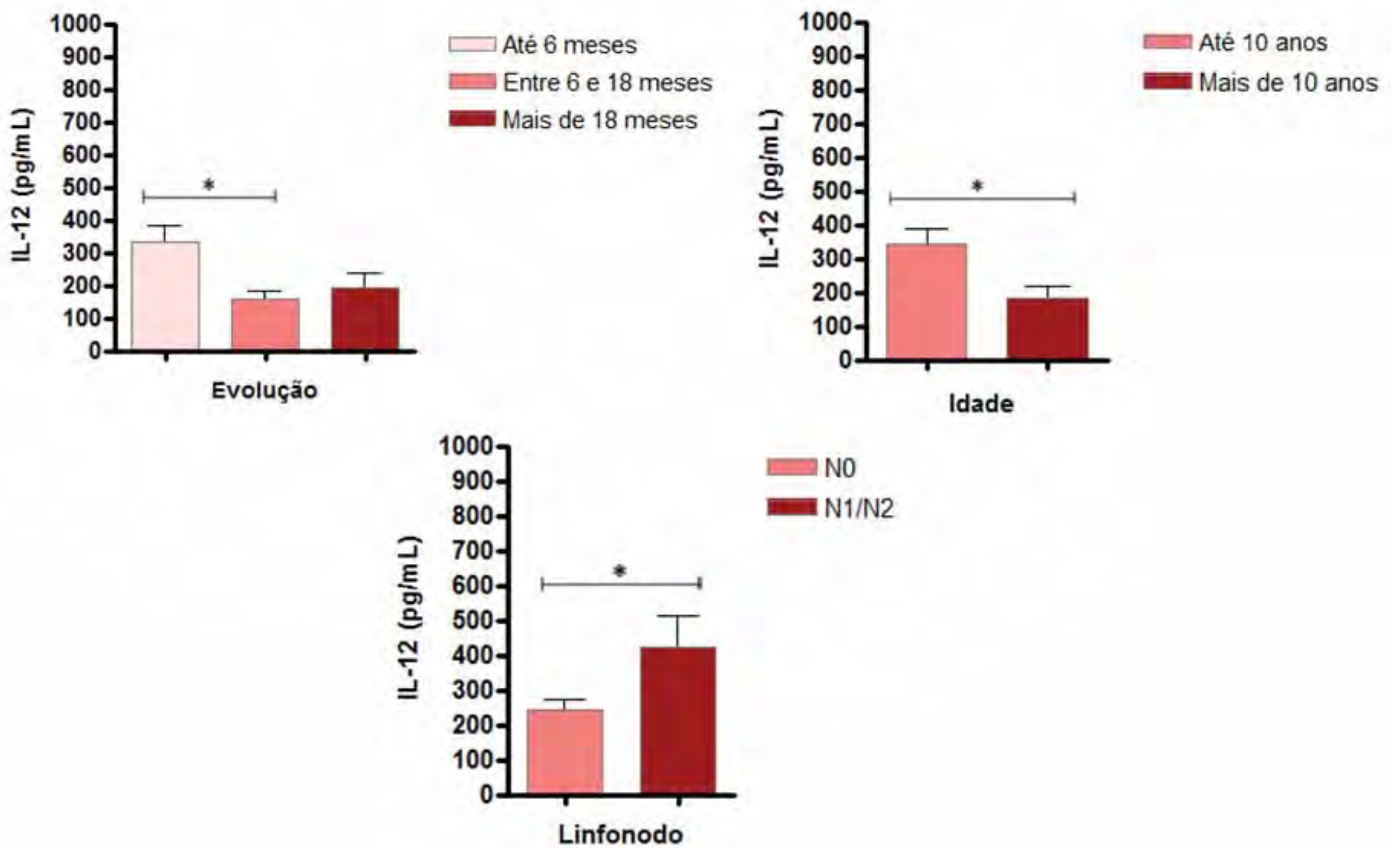 1000
900
800
700
600
500
400
300
200
100
0
IL-12 (pg/mL)
*
Evolução
Até 6 meses
Entre 6 e 18 meses
Mais de 18 meses
1000
900
800
700
600
500
400
300
200
100
0
IL-12 (pg/mL)
*
Idade
Até 10 anos
Mais de 10 anos
1000
900
800
700
600
500
400
300
200
100
0
IL-12 (pg/mL)
*
Linfonodo
N0
N1/N2